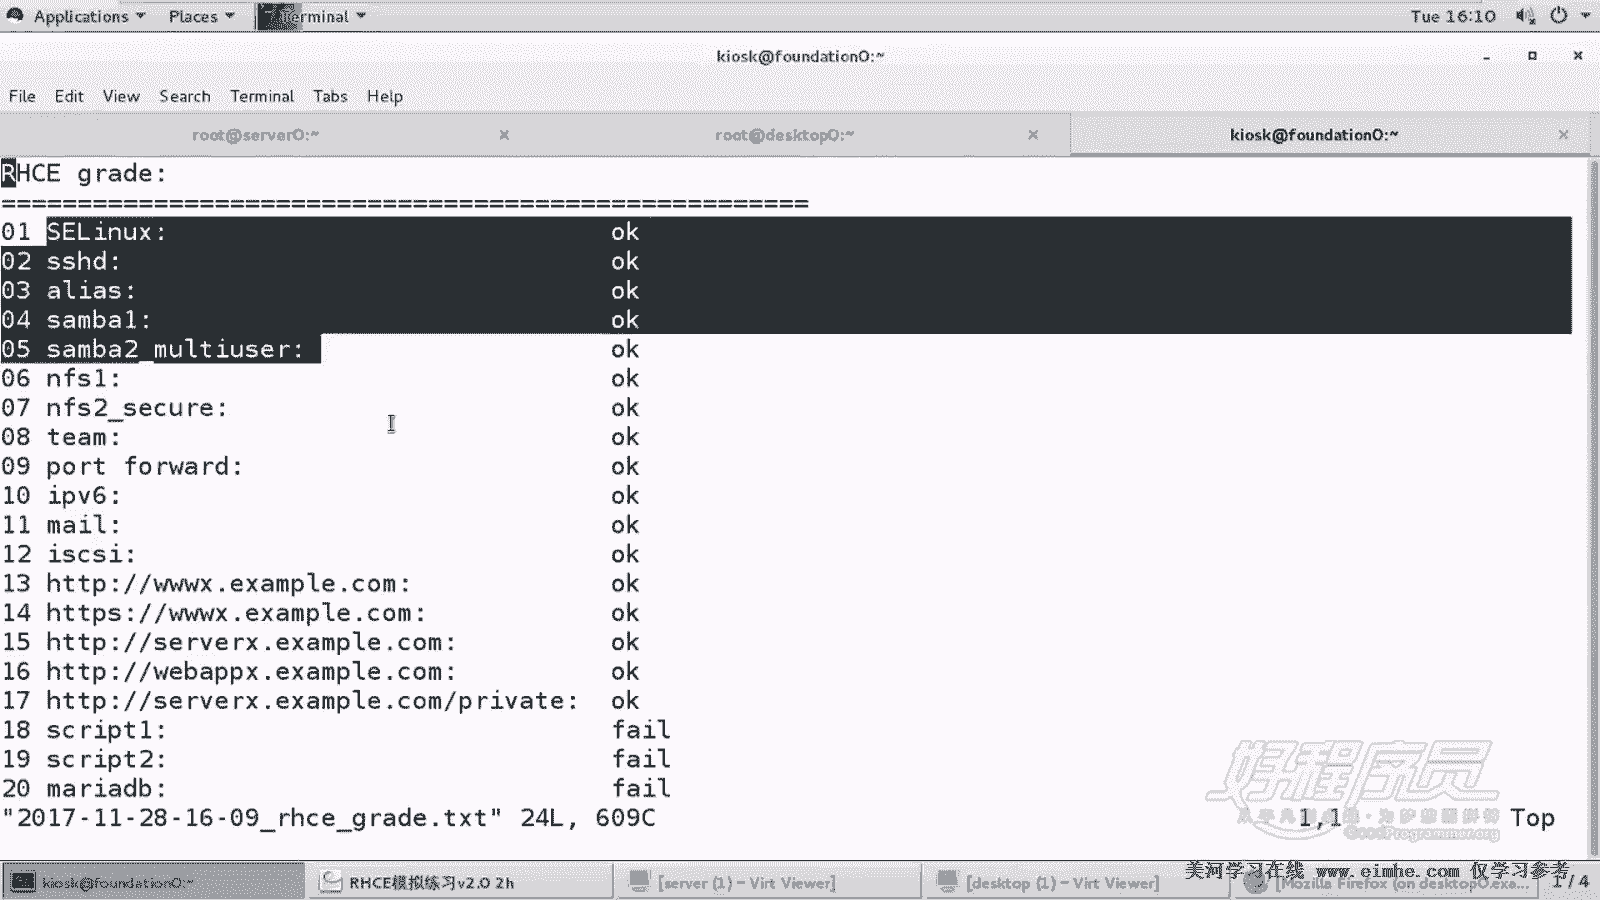 Applications Places Terminal Tue 16:10
kiosk@foundation0:~
File Edit View Search Terminal Tabs Help
root@server0:~ root@desktop0:~ kiosk@foundation0:~
RHCE grade:
=====================================================
01 SELinux: ok
02 sshd: ok
03 alias: ok
04 samba1: ok
05 samba2_multiuser: ok
06 nfs1: ok
07 nfs2_secure: ok
08 team: ok
09 port forward: ok
10 ipv6: ok
11 mail: ok
12 iscsi: ok
13 http://wwwx.example.com: ok
14 https://wwwx.example.com: ok
15 http://serverx.example.com: ok
16 http://webappx.example.com: ok
17 http://serverx.example.com/private: ok
18 script1: fail
19 script2: fail
20 mariadb: fail
好程序员
GoodProgrammer.org
"2017-11-28-16-09_rhce_grade.txt" 24L, 609C 1,1 Top
美河学习在线 www.eimhe.com 仅学习参考
kiosk@foundation0:~ RHCE模拟练习v2.0 2h [server (1) - Virt Viewer] [desktop (1) - Virt Viewer] [Mozilla Firefox (on desktop0.exa... 1 / 4